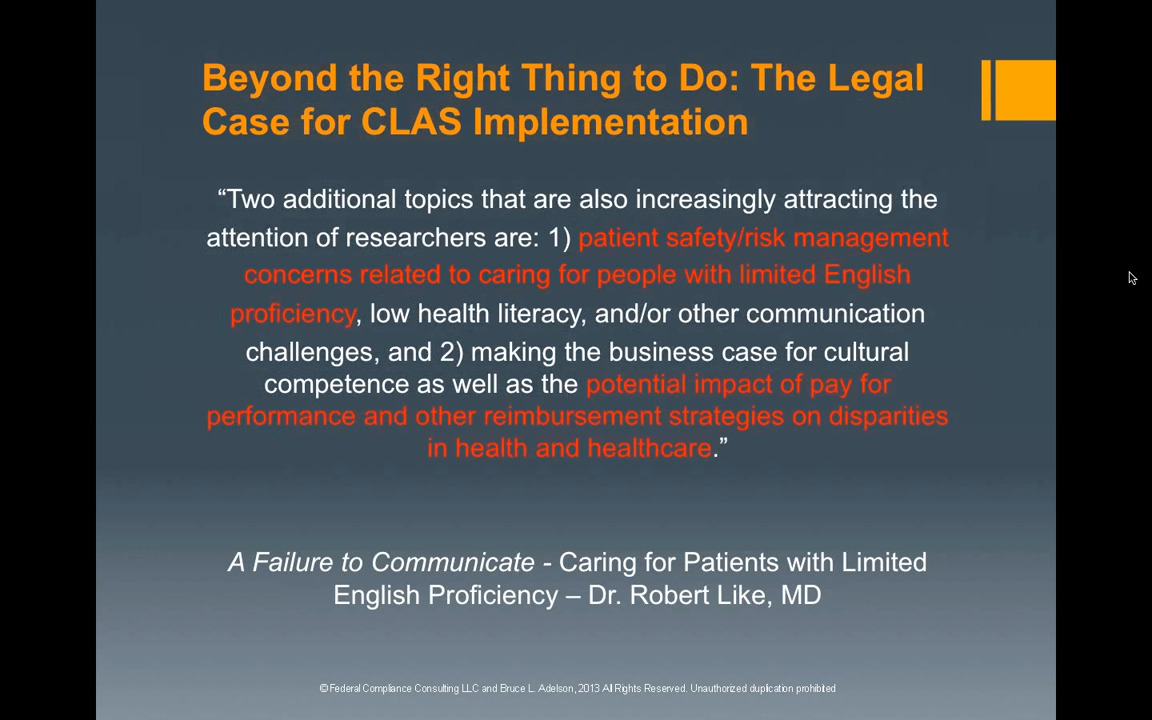 Beyond the Right Thing to Do: The Legal
Case for CLAS Implementation
“Two additional topics that are also increasingly attracting the
attention of researchers are: 1) patient safety/risk management
concerns related to caring for people with limited English
proficiency, low health literacy, and/or other communication
challenges, and 2) making the business case for cultural
competence as well as the potential impact of pay for
performance and other reimbursement strategies on disparities
in health and healthcare.”
A Failure to Communicate - Caring for Patients with Limited
English Proficiency – Dr. Robert Like, MD
©Federal Compliance Consulting LLC and Bruce L. Adelson, 2013 All Rights Reserved. Unauthorized duplication prohibited